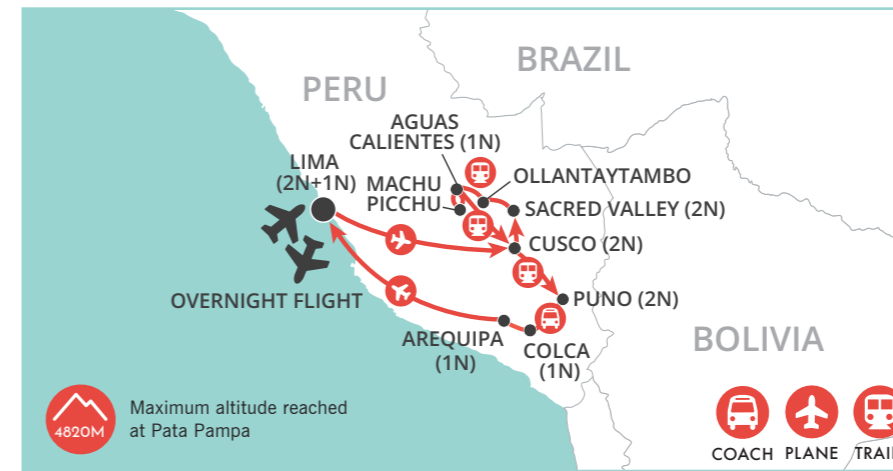 BRAZIL
PERU
AGUAS
CALIENTES (1N)
LIMA
(2N+1N)
MACHU
PICCHU
OLLANTAYTAMBO
SACRED VALLEY (2N)
CUSCO (2N)
OVERNIGHT FLIGHT
PUNO (2N)
AREQUIPA
(1N)
COLCA
(1N)
BOLIVIA
4820M
Maximum altitude reached
at Pata Pampa
COACH PLANE TRAI